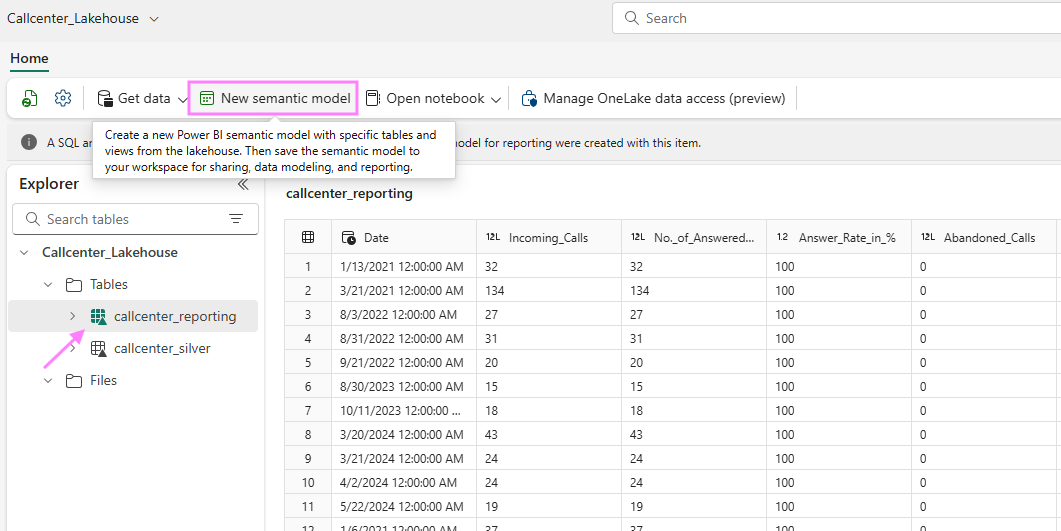 Callcenter_Lakehouse
Search
Home
Get data
New semantic model
Open notebook
Manage OneLake data access (preview)
A SQL an
odel for reporting were created with this item.
Create a new Power BI semantic model with specific tables and
views from the lakehouse. Then save the semantic model to
your workspace for sharing, data modeling, and reporting.
Explorer
Search tables
Callcenter_Lakehouse
Tables
callcenter_reporting
callcenter_silver
Files
callcenter_reporting
Date 12L Incoming_Calls 12L No._of_Answered... 1.2 Answer_Rate_in_% 12L Abandoned_Calls
1 1/13/2021 12:00:00 AM 32 32 100 0
2 3/21/2021 12:00:00 AM 134 134 100 0
3 8/3/2022 12:00:00 AM 27 27 100 0
4 8/31/2022 12:00:00 AM 31 31 100 0
5 9/21/2022 12:00:00 AM 20 20 100 0
6 8/30/2023 12:00:00 AM 15 15 100 0
7 10/11/2023 12:00:00 ... 18 18 100 0
8 3/20/2024 12:00:00 AM 43 43 100 0
9 3/21/2024 12:00:00 AM 24 24 100 0
10 4/2/2024 12:00:00 AM 24 24 100 0
11 5/22/2024 12:00:00 AM 19 19 100 0
12 1/6/2021 12:00:00 AM 37 37 100 0